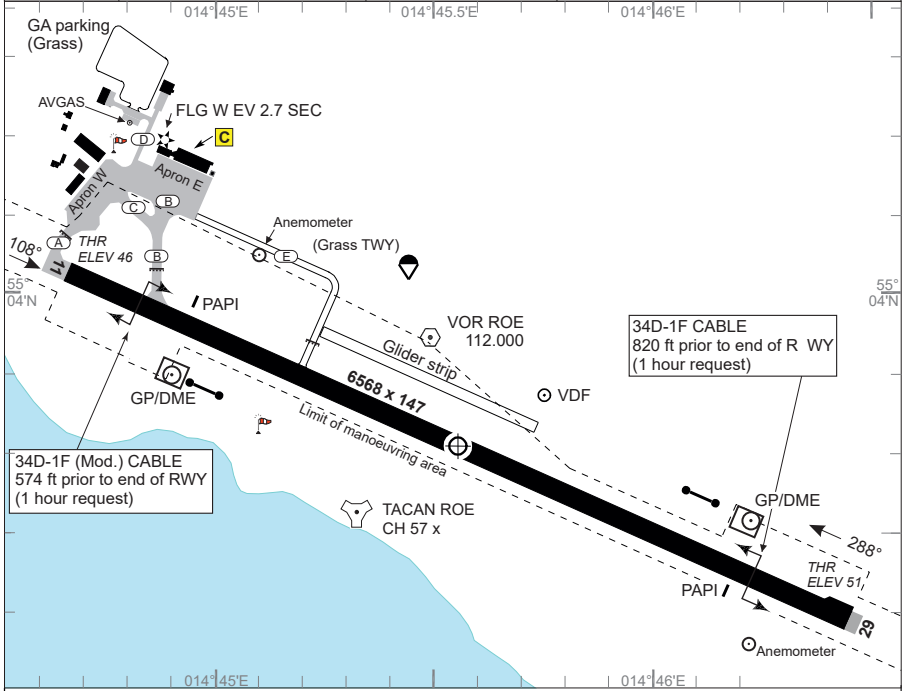 014°45'E
014°45.5'E
014°46'E
GA parking
(Grass)
AVGAS
FLG W EV 2.7 SEC
D
C
Apron E
Apron W
B
C
Anemometer
(Grass TWY)
A
THR
ELEV 46
B
E
108°
11
55°
04'N
55°
04'N
PAPI
VOR ROE
112.000
34D-1F CABLE
820 ft prior to end of R WY
(1 hour request)
Glider strip
GP/DME
6568 x 147
VDF
Limit of manoeuvring area
34D-1F (Mod.) CABLE
574 ft prior to end of RWY
(1 hour request)
TACAN ROE
CH 57 x
GP/DME
288°
THR
ELEV 51
PAPI
29
Anemometer
014°45'E
014°46'E